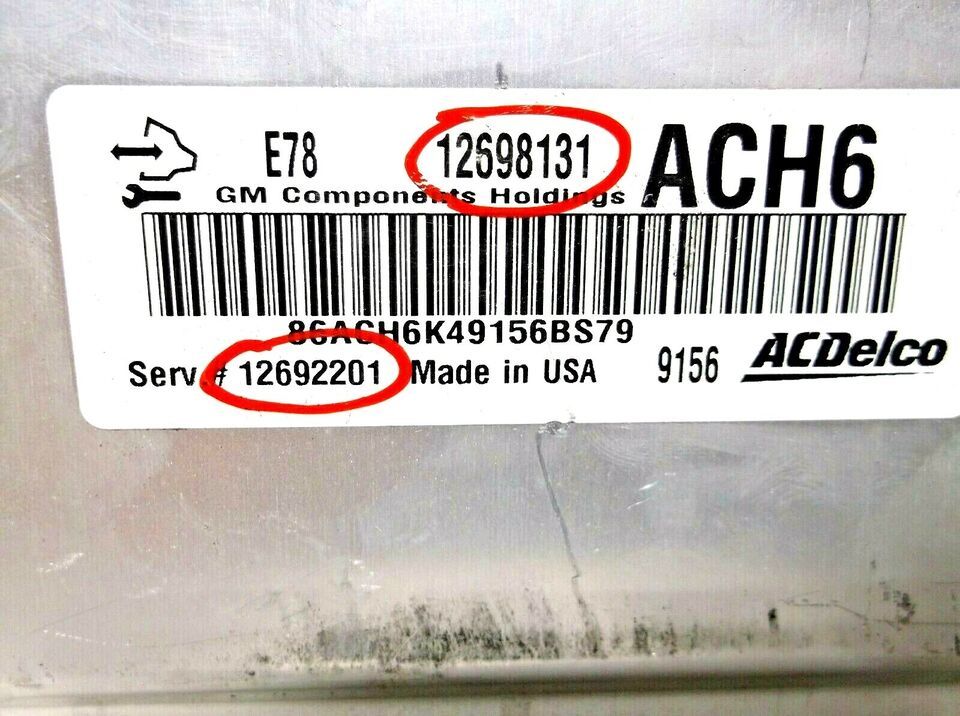 E78 12698131 ACH6
GM Components Holdings
86ACH6K49156BS79
Serv. # 12692201 Made in USA 9156 ACDelco